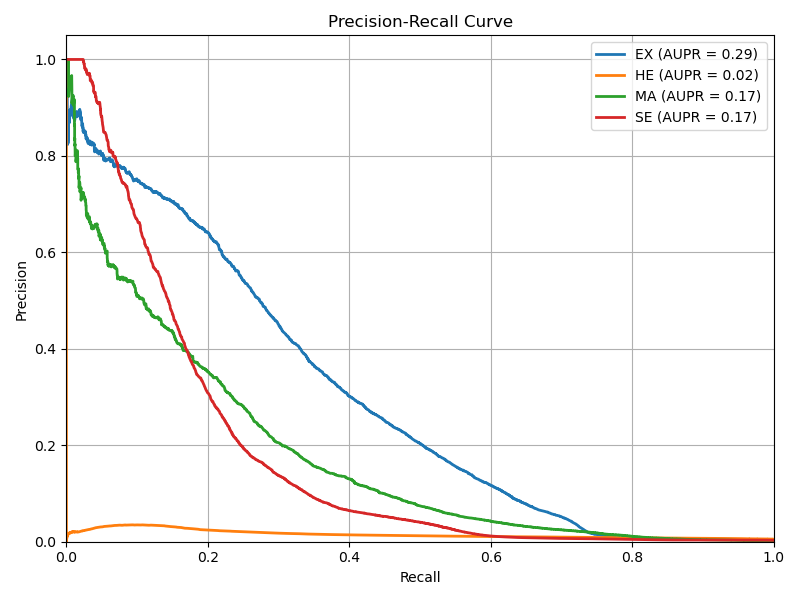 Precision-Recall Curve
EX (AUPR = 0.29)
HE (AUPR = 0.02)
MA (AUPR = 0.17)
SE (AUPR = 0.17)
Precision
1.0
0.8
0.6
0.4
0.2
0.0
0.0 0.2 0.4 0.6 0.8 1.0
Recall